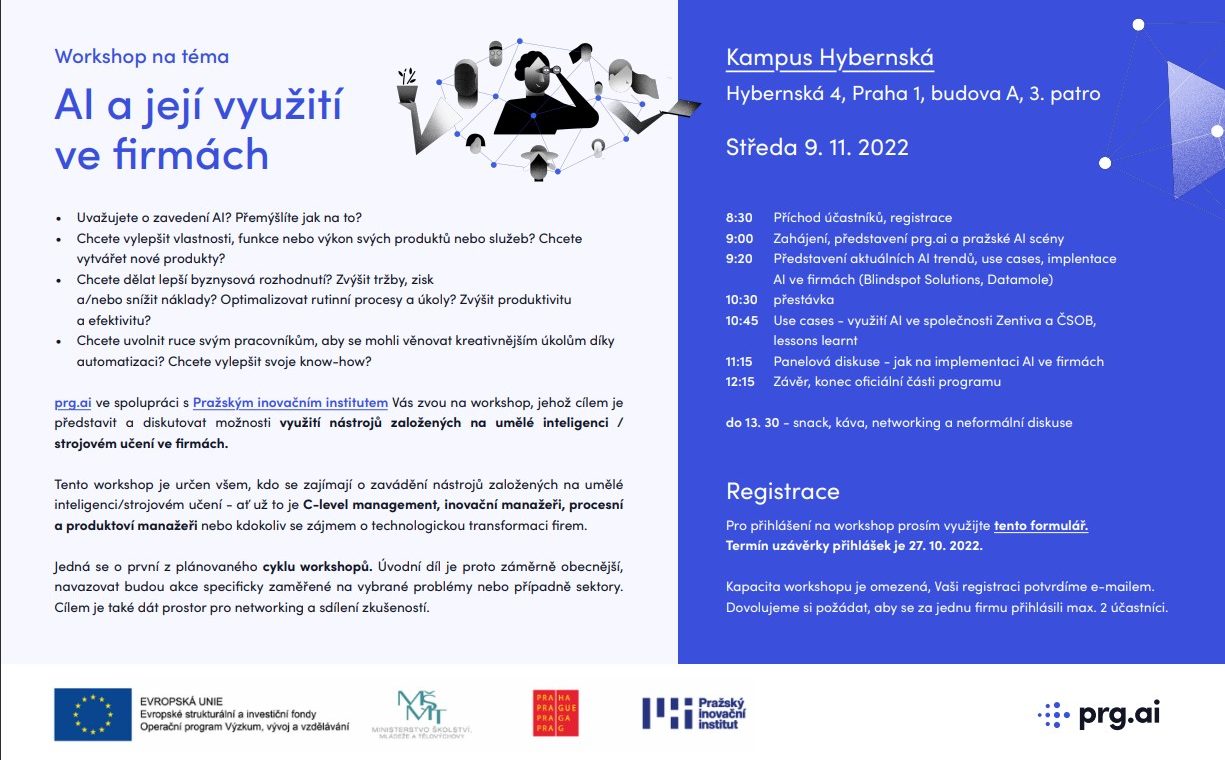 Workshop na téma
AI a její využití
ve firmách
• Uvažujete o zavedení AI? Přemýšlíte jak na to?
• Chcete vylepšit vlastnosti, funkce nebo výkon svých produktů nebo služeb? Chcete
vytvářet nové produkty?
• Chcete dělat lepší byznysová rozhodnutí? Zvýšit tržby, zisk
a/nebo snížit náklady? Optimalizovat rutinní procesy a úkoly? Zvýšit produktivitu
a efektivitu?
• Chcete uvolnit ruce svým pracovníkům, aby se mohli věnovat kreativnějším úkolům díky
automatizaci? Chcete vylepšit svoje know-how?
prg.ai ve spolupráci s Pražským inovačním institutem Vás zvou na workshop, jehož cílem je
představit a diskutovat možnosti využití nástrojů založených na umělé inteligenci /
strojovém učení ve firmách.
Tento workshop je určen všem, kdo se zajímají o zavádění nástrojů založených na umělé
inteligenci/strojovém učení - ať už to je C-level management, inovační manažeři, procesní
a produktoví manažeři nebo kdokoliv se zájmem o technologickou transformaci firem.
Jedná se o první z plánovaného cyklu workshopů. Úvodní díl je proto záměrně obecnější,
navazovat budou akce specificky zaměřené na vybrané problémy nebo případně sektory.
Cílem je také dát prostor pro networking a sdílení zkušeností.
Kampus Hybernská
Hybernská 4, Praha 1, budova A, 3. patro
Středa 9. 11. 2022
8:30 Příchod účastníků, registrace
9:00 Zahájení, představení prg.ai a pražské AI scény
9:20 Představení aktuálních AI trendů, use cases, implentace
AI ve firmách (Blindspot Solutions, Datamole)
10:30 přestávka
10:45 Use cases - využití AI ve společnosti Zentiva a ČSOB,
lessons learnt
11:15 Panelová diskuse - jak na implementaci AI ve firmách
12:15 Závěr, konec oficiální části programu
do 13. 30 - snack, káva, networking a neformální diskuse
Registrace
Pro přihlášení na workshop prosím využijte tento formulář.
Termín uzávěrky přihlášek je 27. 10. 2022.
Kapacita workshopu je omezená, Vaši registraci potvrdíme e-mailem.
Dovolujeme si požádat, aby se za jednu firmu přihlásili max. 2 účastníci.
EVROPSKÁ UNIE
Evropské strukturální a investiční fondy
Operační program Výzkum, vývoj a vzdělávání
MŠMT
MINISTERSTVO ŠKOLSTVÍ,
MLÁDEŽE A TĚLOVÝCHOVY
PRA HA
PRA GUE
PRA GA
PRA G
Pražský
inovační
institut
prg.ai